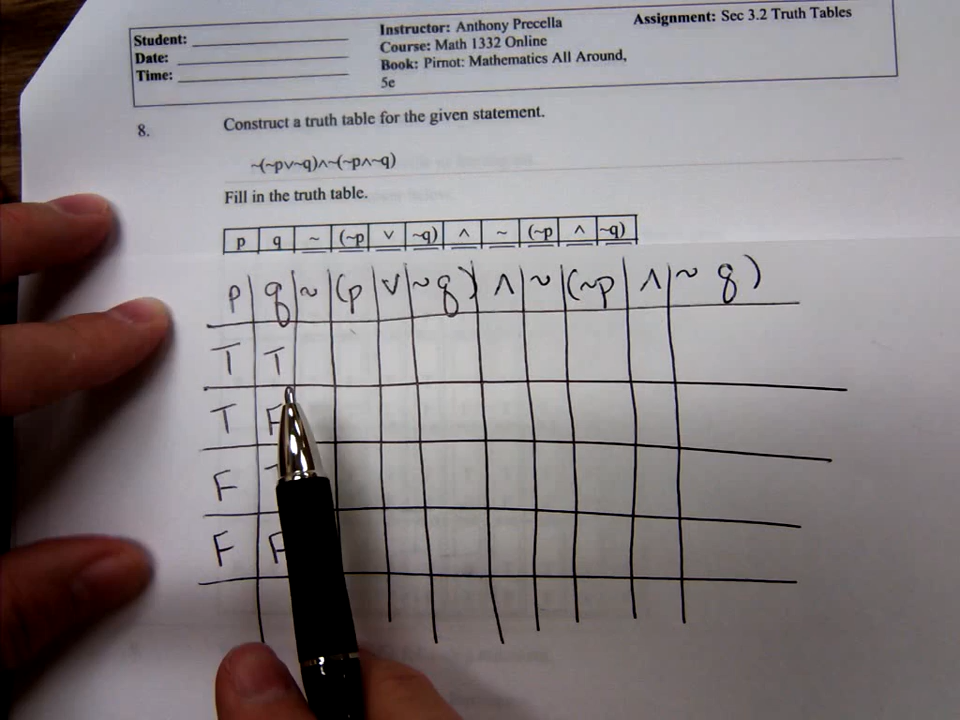 Student: Instructor: Anthony Precella Assignment: Sec 3.2 Truth Tables
Date: Course: Math 1332 Online
Time: Book: Pirnot: Mathematics All Around,
5e
8. Construct a truth table for the given statement.
~(~p∨~q)∧~(~p∧~q)
Fill in the truth table.
p q ~ (~p ∨ ~q) ∧ ~ (~p ∧ ~q)
p q ~ (p ∨ ~q) ∧ ~ (~p ∧ ~q)
T T
T F
F
F F